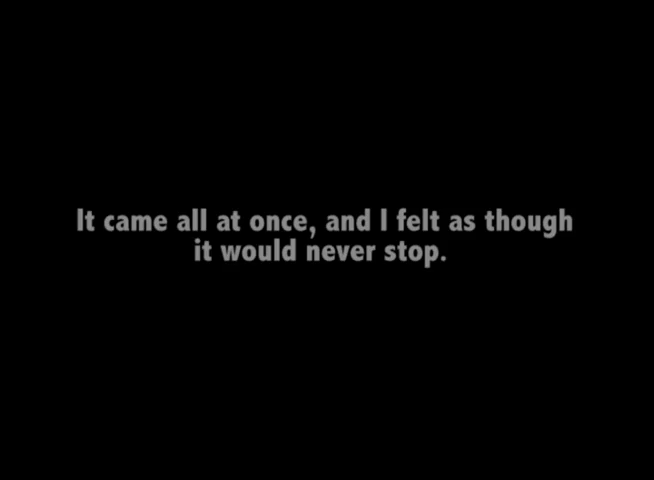 It came all at once, and I felt as though
it would never stop.